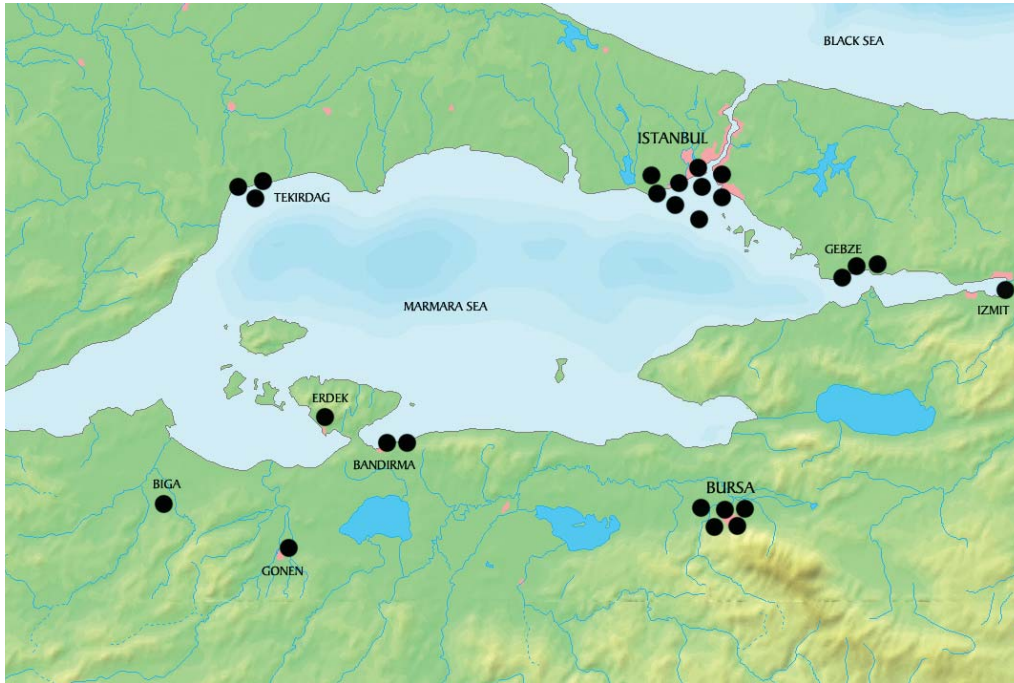 BLACK SEA
ISTANBUL
TEKIRDAG
GEBZE
MARMARA SEA
IZMIT
ERDEK
BANDIRMA
BIGA
BURSA
GONEN